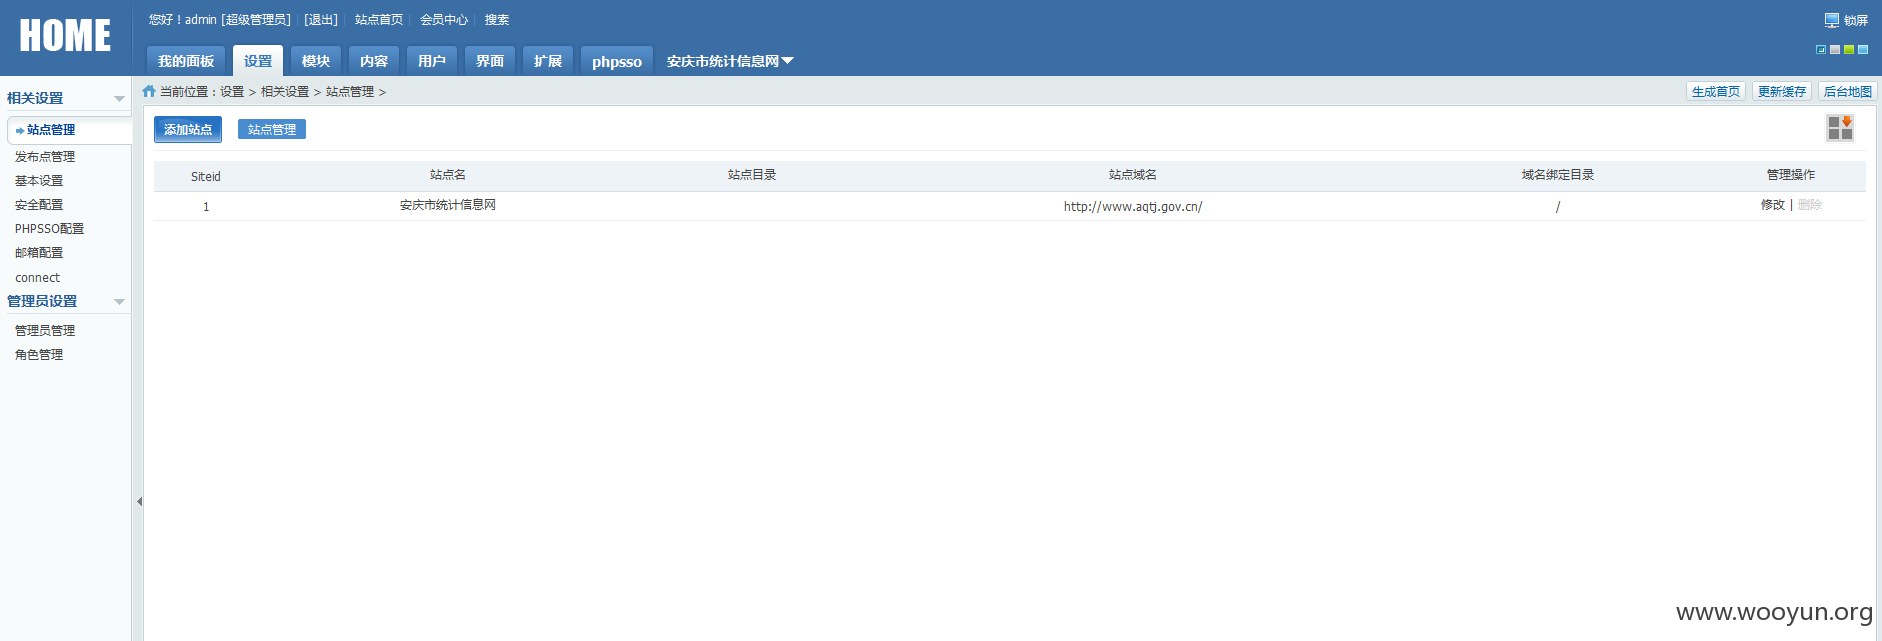 HOME
您好！admin [超级管理员] | [退出] | 站点首页 | 会员中心 | 搜索
锁屏
我的面板 设置 模块 内容 用户 界面 扩展 phpsso 安庆市统计信息网
当前位置：设置 > 相关设置 > 站点管理 >
生成首页 更新缓存 后台地图
相关设置
站点管理
发布点管理
基本设置
安全配置
PHPSSO配置
邮箱配置
connect
管理员设置
管理员管理
角色管理
添加站点 站点管理
Siteid 站点名 站点目录 站点域名 域名绑定目录 管理操作
1 安庆市统计信息网 http://www.aqtj.gov.cn/ / 修改 | 删除
www.wooyun.org